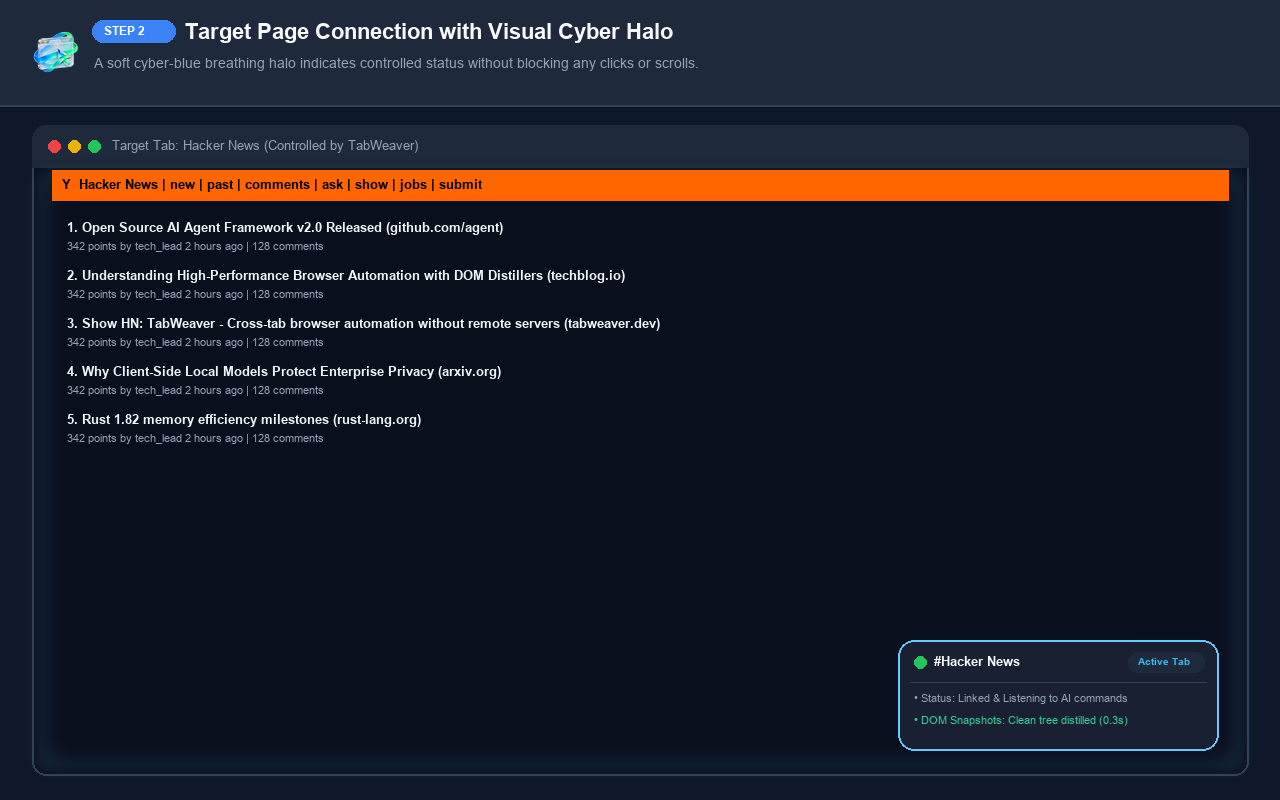 STEP 2
Target Page Connection with Visual Cyber Halo
A soft cyber-blue breathing halo indicates controlled status without blocking any clicks or scrolls.
Target Tab: Hacker News (Controlled by TabWeaver)
Y Hacker News | new | past | comments | ask | show | jobs | submit
1. Open Source AI Agent Framework v2.0 Released (github.com/agent)
342 points by tech_lead 2 hours ago | 128 comments
2. Understanding High-Performance Browser Automation with DOM Distillers (techblog.io)
342 points by tech_lead 2 hours ago | 128 comments
3. Show HN: TabWeaver - Cross-tab browser automation without remote servers (tabweaver.dev)
342 points by tech_lead 2 hours ago | 128 comments
4. Why Client-Side Local Models Protect Enterprise Privacy (arxiv.org)
342 points by tech_lead 2 hours ago | 128 comments
5. Rust 1.82 memory efficiency milestones (rust-lang.org)
342 points by tech_lead 2 hours ago | 128 comments
#Hacker News
Active Tab
• Status: Linked & Listening to AI commands
• DOM Snapshots: Clean tree distilled (0.3s)